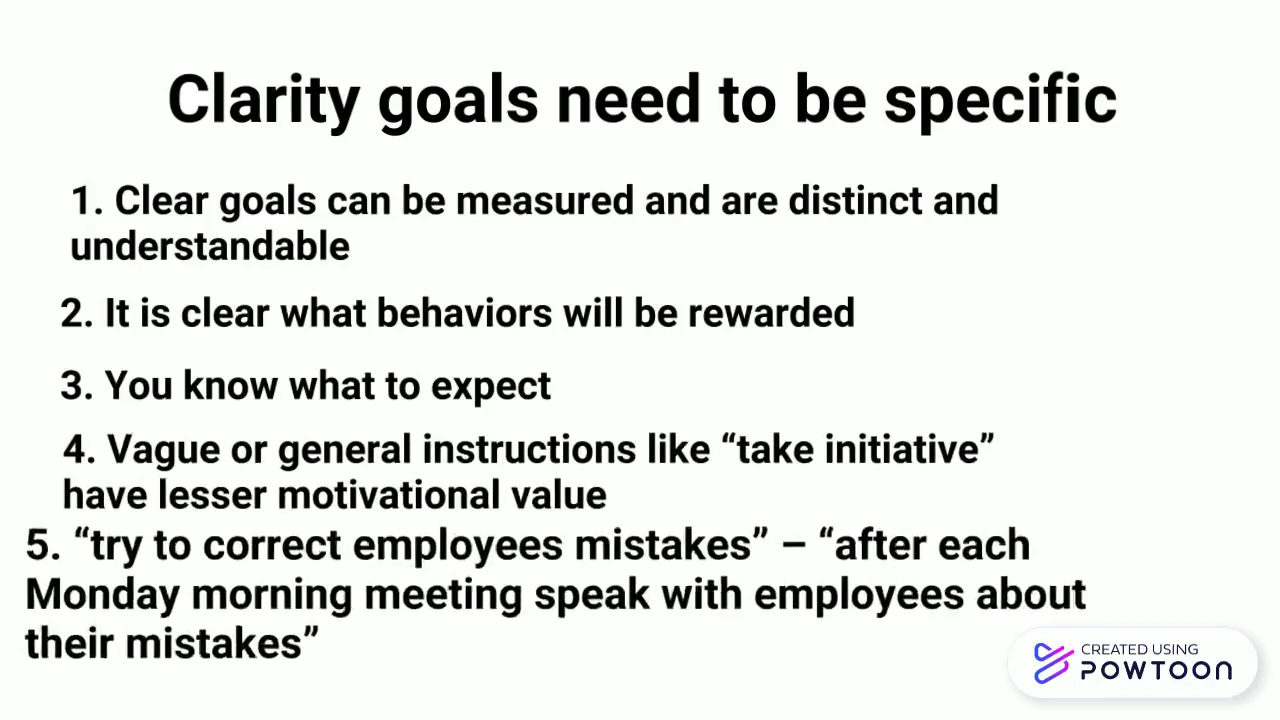 Clarity goals need to be specific
1. Clear goals can be measured and are distinct and
understandable
2. It is clear what behaviors will be rewarded
3. You know what to expect
4. Vague or general instructions like “take initiative”
have lesser motivational value
5. “try to correct employees mistakes” – “after each
Monday morning meeting speak with employees about
their mistakes”
CREATED USING
POWTOON